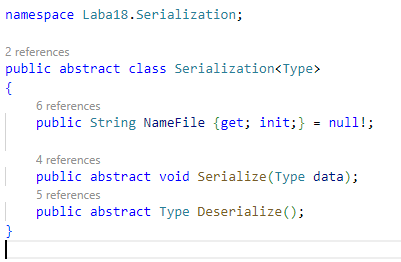 namespace Laba18.Serialization;
2 references
public abstract class Serialization<Type>
{
6 references
public String NameFile {get; init;} = null!;
4 references
public abstract void Serialize(Type data);
5 references
public abstract Type Deserialize();
}